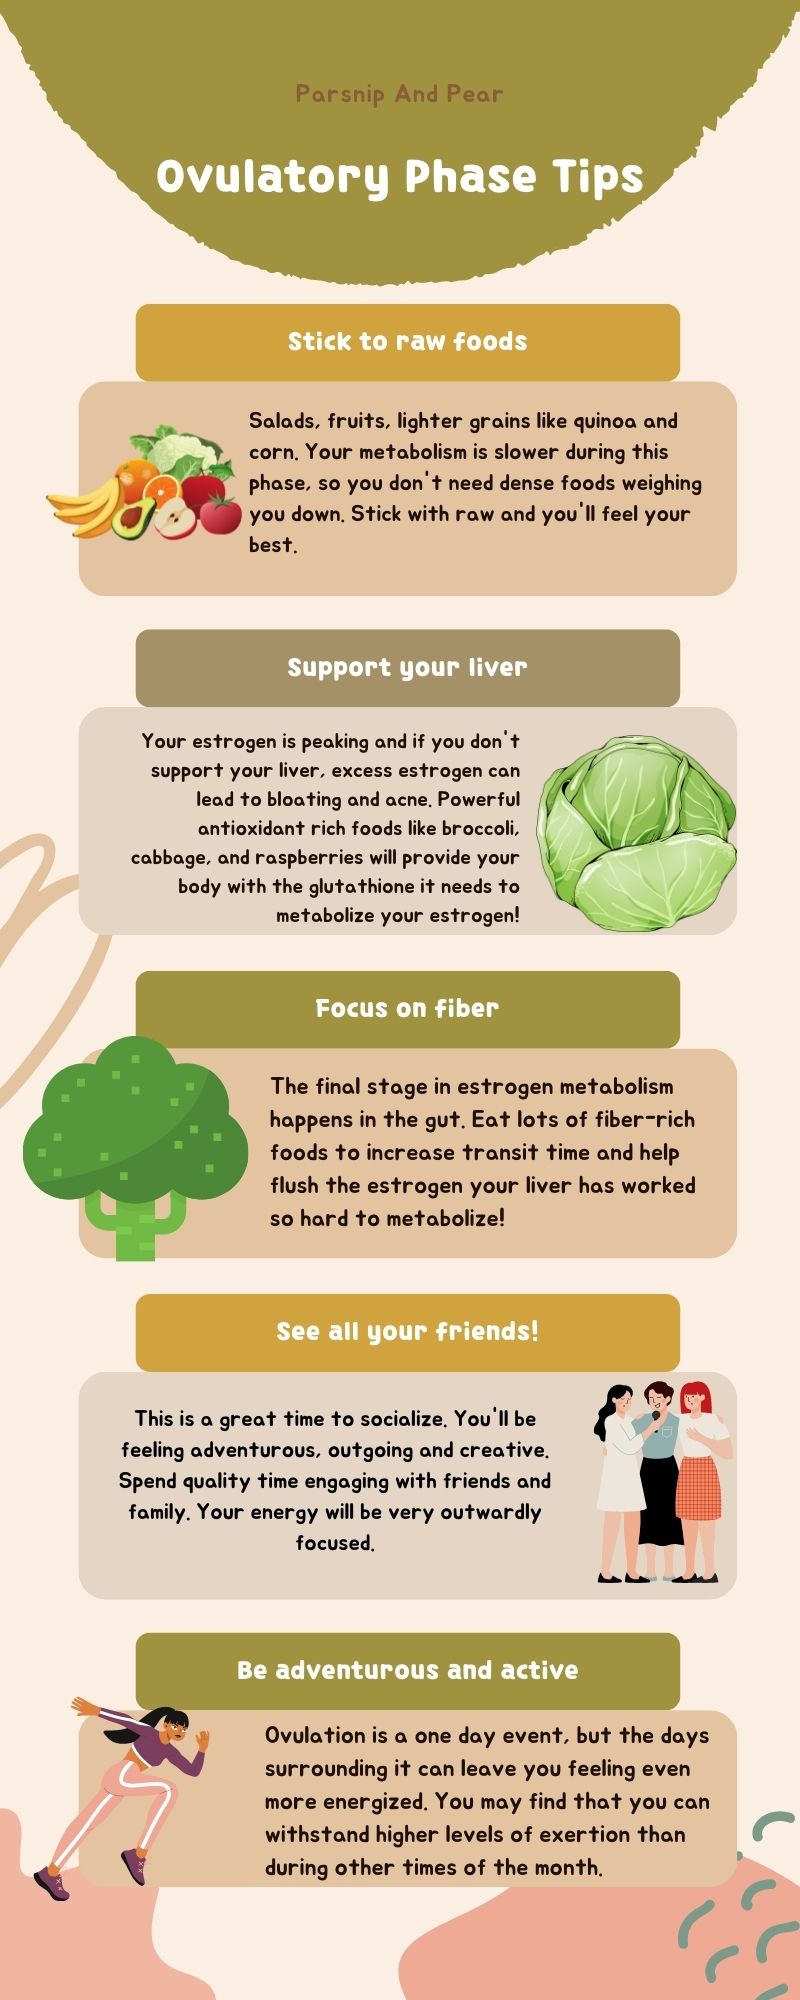 Parsnip And Pear
Ovulatory Phase Tips
Stick to raw foods
Salads, fruits, lighter grains like quinoa and
corn. Your metabolism is slower during this
phase, so you don't need dense foods weighing
you down. Stick with raw and you'll feel your
best.
Support your liver
Your estrogen is peaking and if you don't
support your liver, excess estrogen can
lead to bloating and acne. Powerful
antioxidant rich foods like broccoli,
cabbage, and raspberries will provide your
body with the glutathione it needs to
metabolize your estrogen!
Focus on fiber
The final stage in estrogen metabolism
happens in the gut. Eat lots of fiber-rich
foods to increase transit time and help
flush the estrogen your liver has worked
so hard to metabolize!
See all your friends!
This is a great time to socialize. You'll be
feeling adventurous, outgoing and creative.
Spend quality time engaging with friends and
family. Your energy will be very outwardly
focused.
Be adventurous and active
Ovulation is a one day event, but the days
surrounding it can leave you feeling even
more energized. You may find that you can
withstand higher levels of exertion than
during other times of the month.